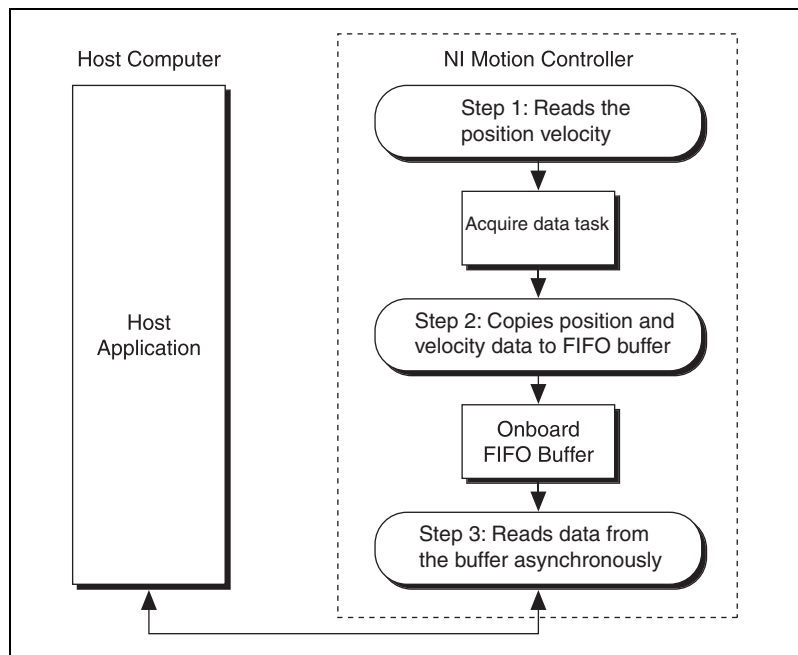 Host Computer
Host
Application
NI Motion Controller
Step 1: Reads the
position velocity
Acquire data task
Step 2: Copies position and
velocity data to FIFO buffer
Onboard
FIFO Buffer
Step 3: Reads data from
the buffer asynchronously